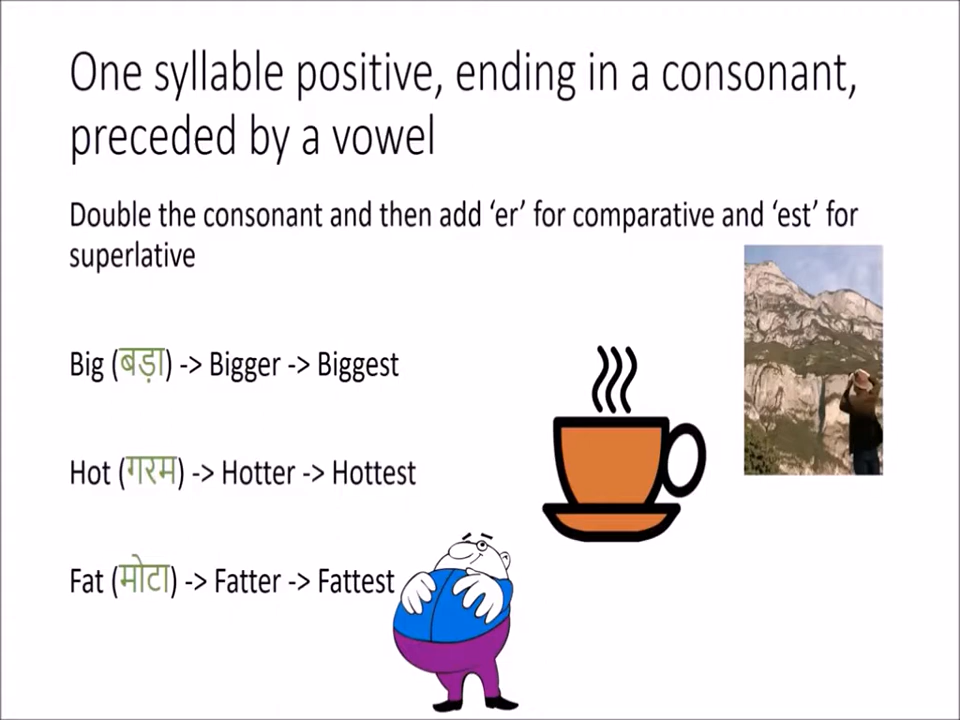 One syllable positive, ending in a consonant,
preceded by a vowel
Double the consonant and then add ‘er’ for comparative and ‘est’ for
superlative
Big (बड़ा) -> Bigger -> Biggest
Hot (गरम) -> Hotter -> Hottest
Fat (मोटा) -> Fatter -> Fattest